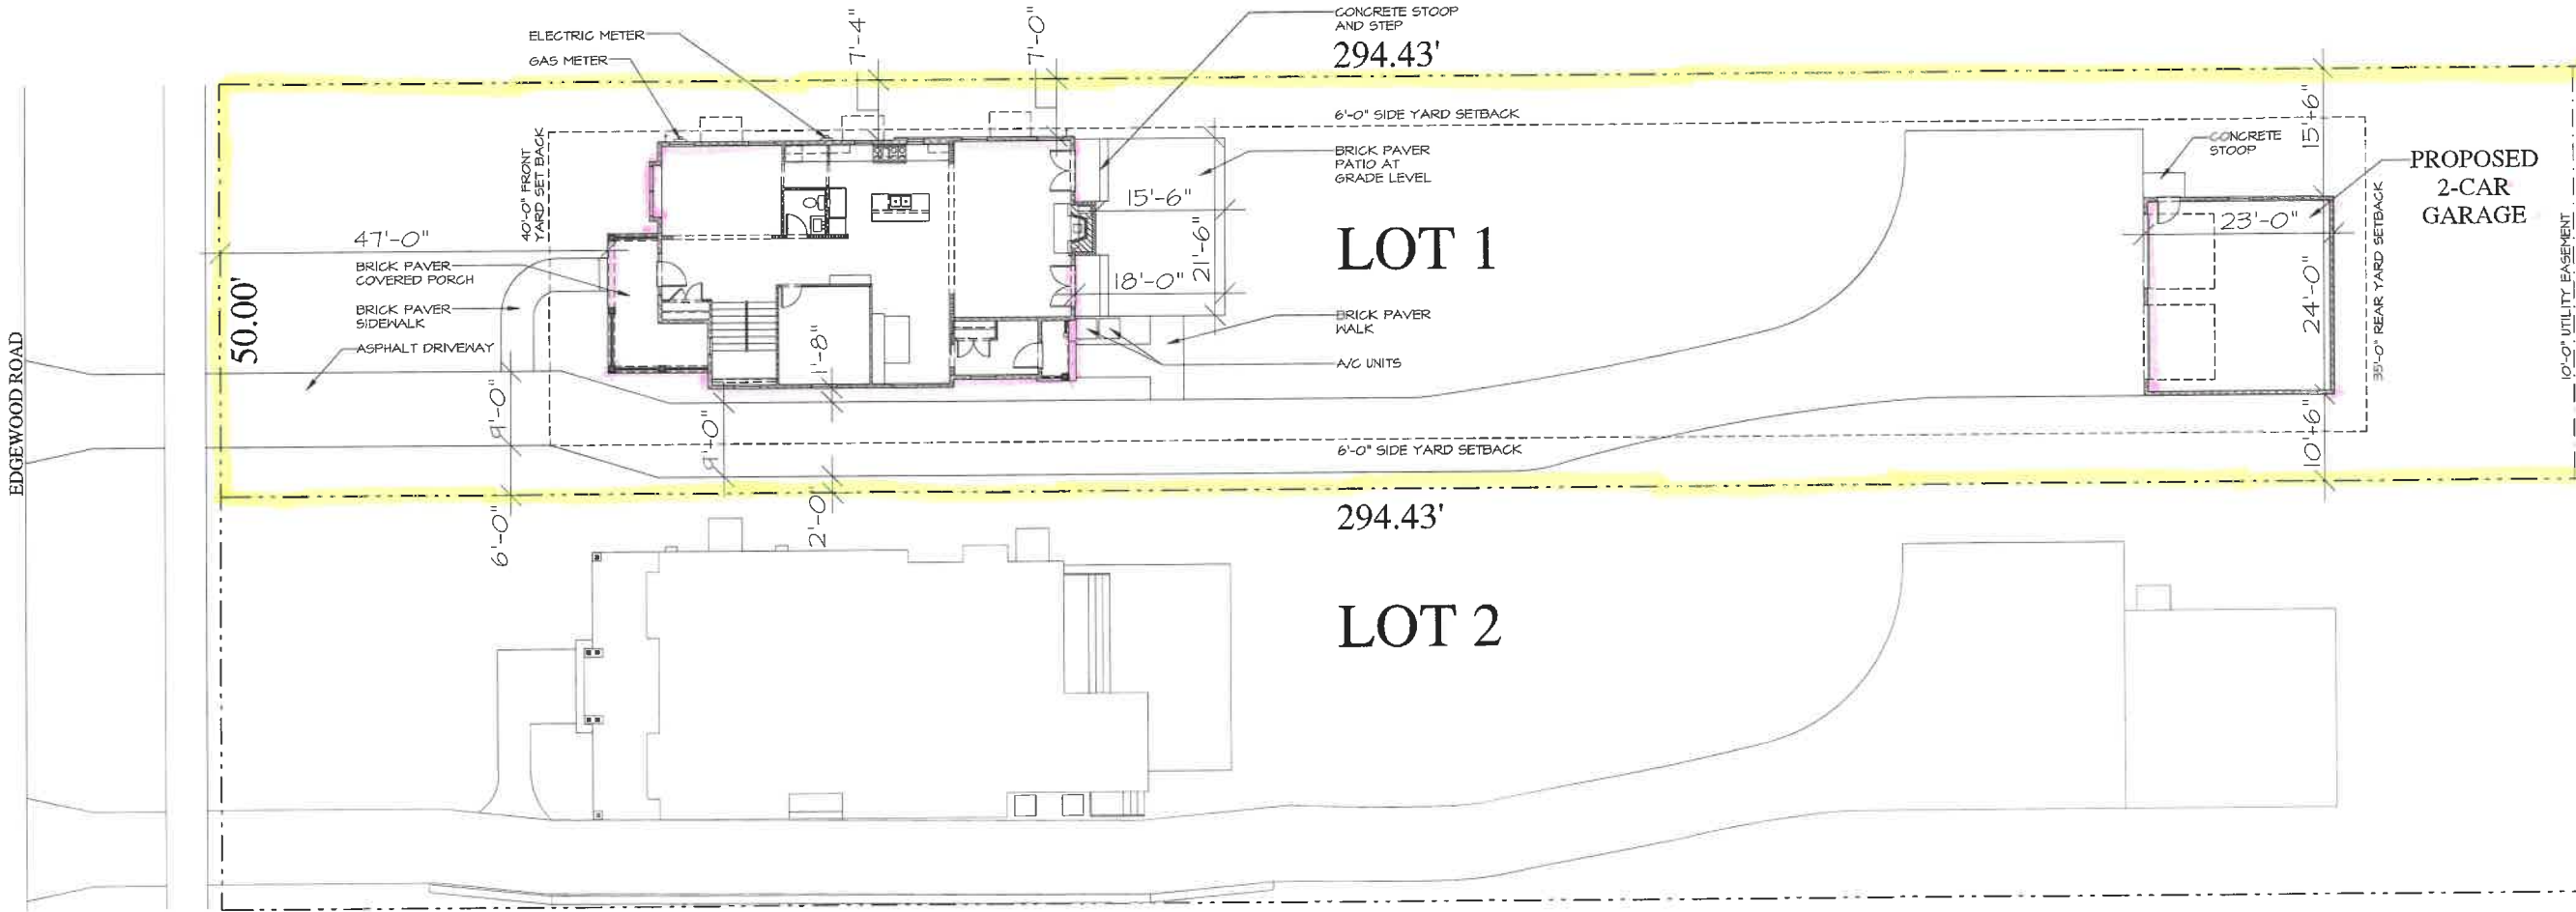 CONCRETE STOOP
AND STEP
294.43'
ELECTRIC METER
GAS METER
7'-4"
7'-0"
6'-0" SIDE YARD SETBACK
15'-6"
CONCRETE
STOOP
PROPOSED
2-CAR
GARAGE
BRICK PAVER
PATIO AT
GRADE LEVEL
40'-0" FRONT
YARD SET BACK
15'-6"
LOT 1
23'-0"
35'-0" REAR YARD SETBACK
10'-0" UTILITY EASEMENT
47'-0"
BRICK PAVER
COVERED PORCH
21'-6"
18'-0"
24'-0"
50.00'
BRICK PAVER
SIDEWALK
BRICK PAVER
WALK
ASPHALT DRIVEWAY
1'-8"
A/C UNITS
EDGEWOOD ROAD
9'-0"
9'-0"
10'-6"
6'-0" SIDE YARD SETBACK
6'-0"
2'-0"
294.43'
LOT 2